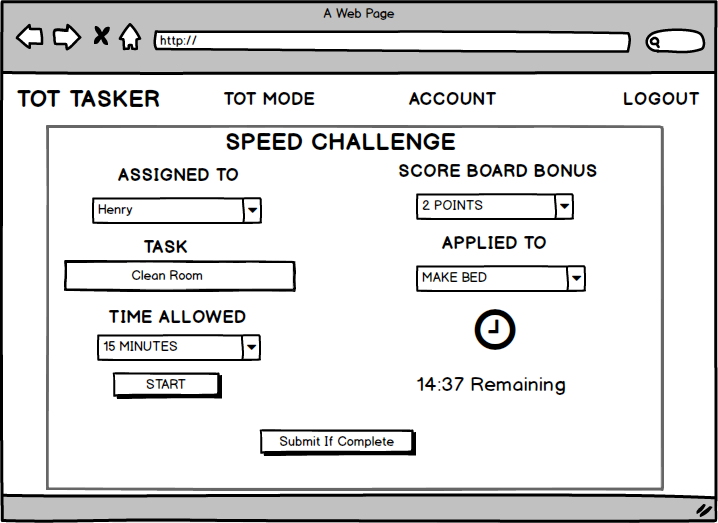 A Web Page
http://
TOT TASKER
TOT MODE
ACCOUNT
LOGOUT
SPEED CHALLENGE
ASSIGNED TO
Henry
TASK
Clean Room
TIME ALLOWED
15 MINUTES
START
SCORE BOARD BONUS
2 POINTS
APPLIED TO
MAKE BED
14:37 Remaining
Submit If Complete